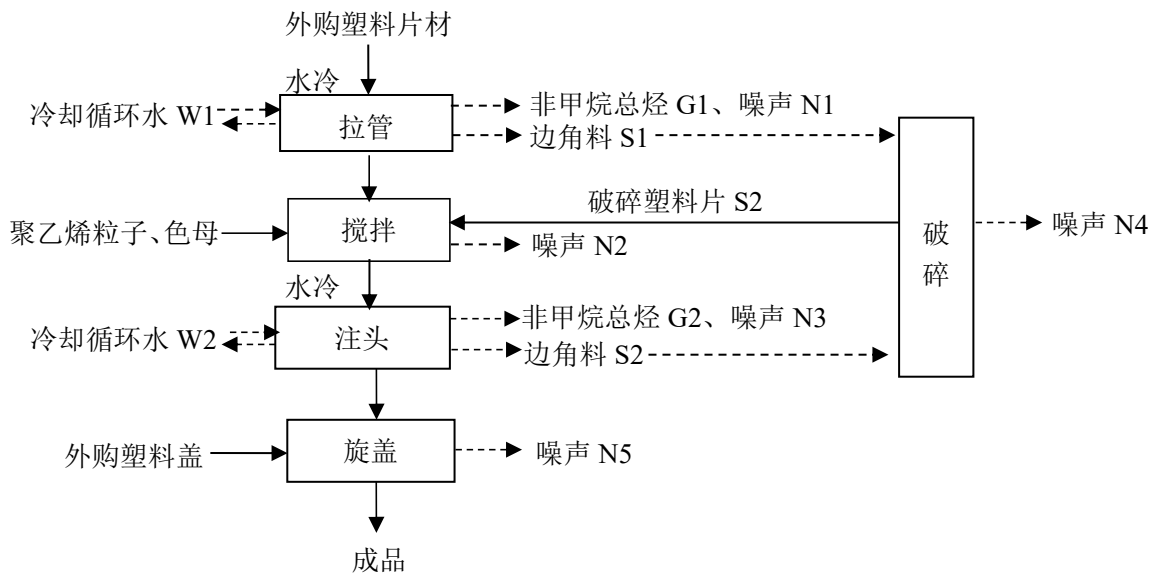 外购塑料片材
水冷
冷却循环水 W1
拉管
非甲烷总烃 G1、噪声 N1
边角料 S1
破碎塑料片 S2
聚乙烯粒子、色母
搅拌
噪声 N2
破碎
噪声 N4
水冷
冷却循环水 W2
注头
非甲烷总烃 G2、噪声 N3
边角料 S2
外购塑料盖
旋盖
噪声 N5
成品